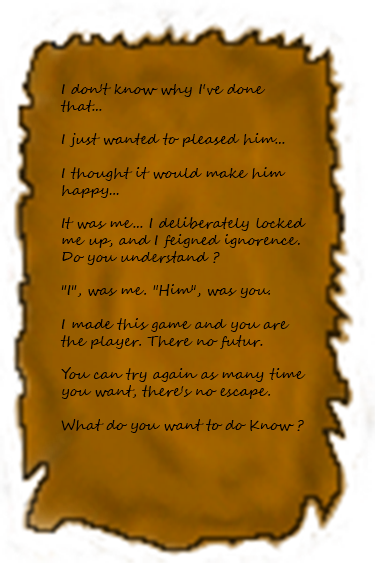 I don't know why I've done
that...
I just wanted to pleased him...
I thought it would make him
happy...
It was me... I deliberately locked
me up, and I feigned ignorence.
Do you understand ?
"I", was me. "Him", was you.
I made this game and you are
the player. There no futur.
You can try again as many time
you want, there's no escape.
What do you want to do Know ?